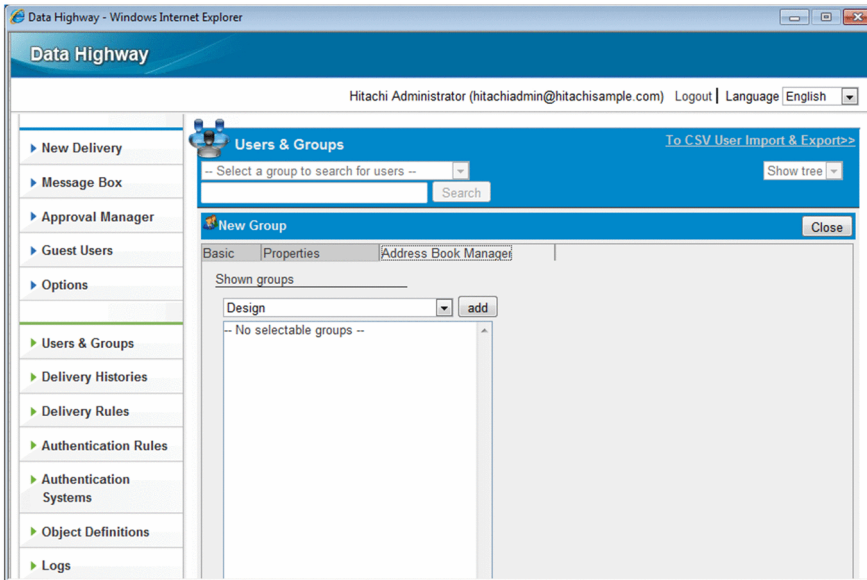 Data Highway - Windows Internet Explorer
Data Highway
Hitachi Administrator (hitachiadmin@hitachisample.com) Logout | Language English
New Delivery
Message Box
Approval Manager
Guest Users
Options
Users & Groups
Delivery Histories
Delivery Rules
Authentication Rules
Authentication
Systems
Object Definitions
Logs
Users & Groups
To CSV User Import & Export>>
-- Select a group to search for users --
Show tree
Search
New Group
Close
Basic Properties Address Book Manager
Shown groups
Design add
-- No selectable groups --